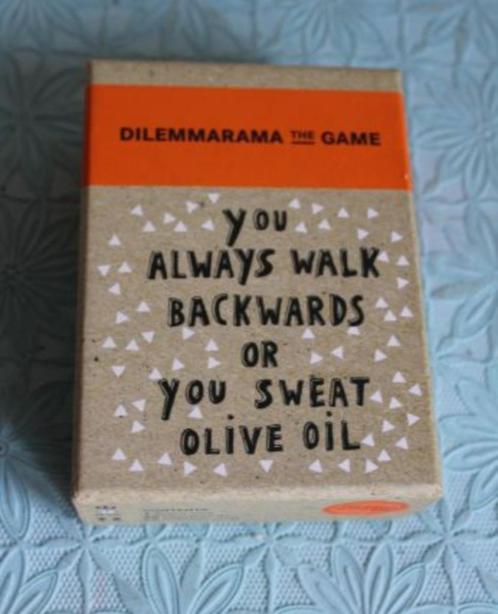 DILEMMARAMA THE GAME
YOU
ALWAYS WALK
BACKWARDS
OR
YOU SWEAT
OLIVE OIL